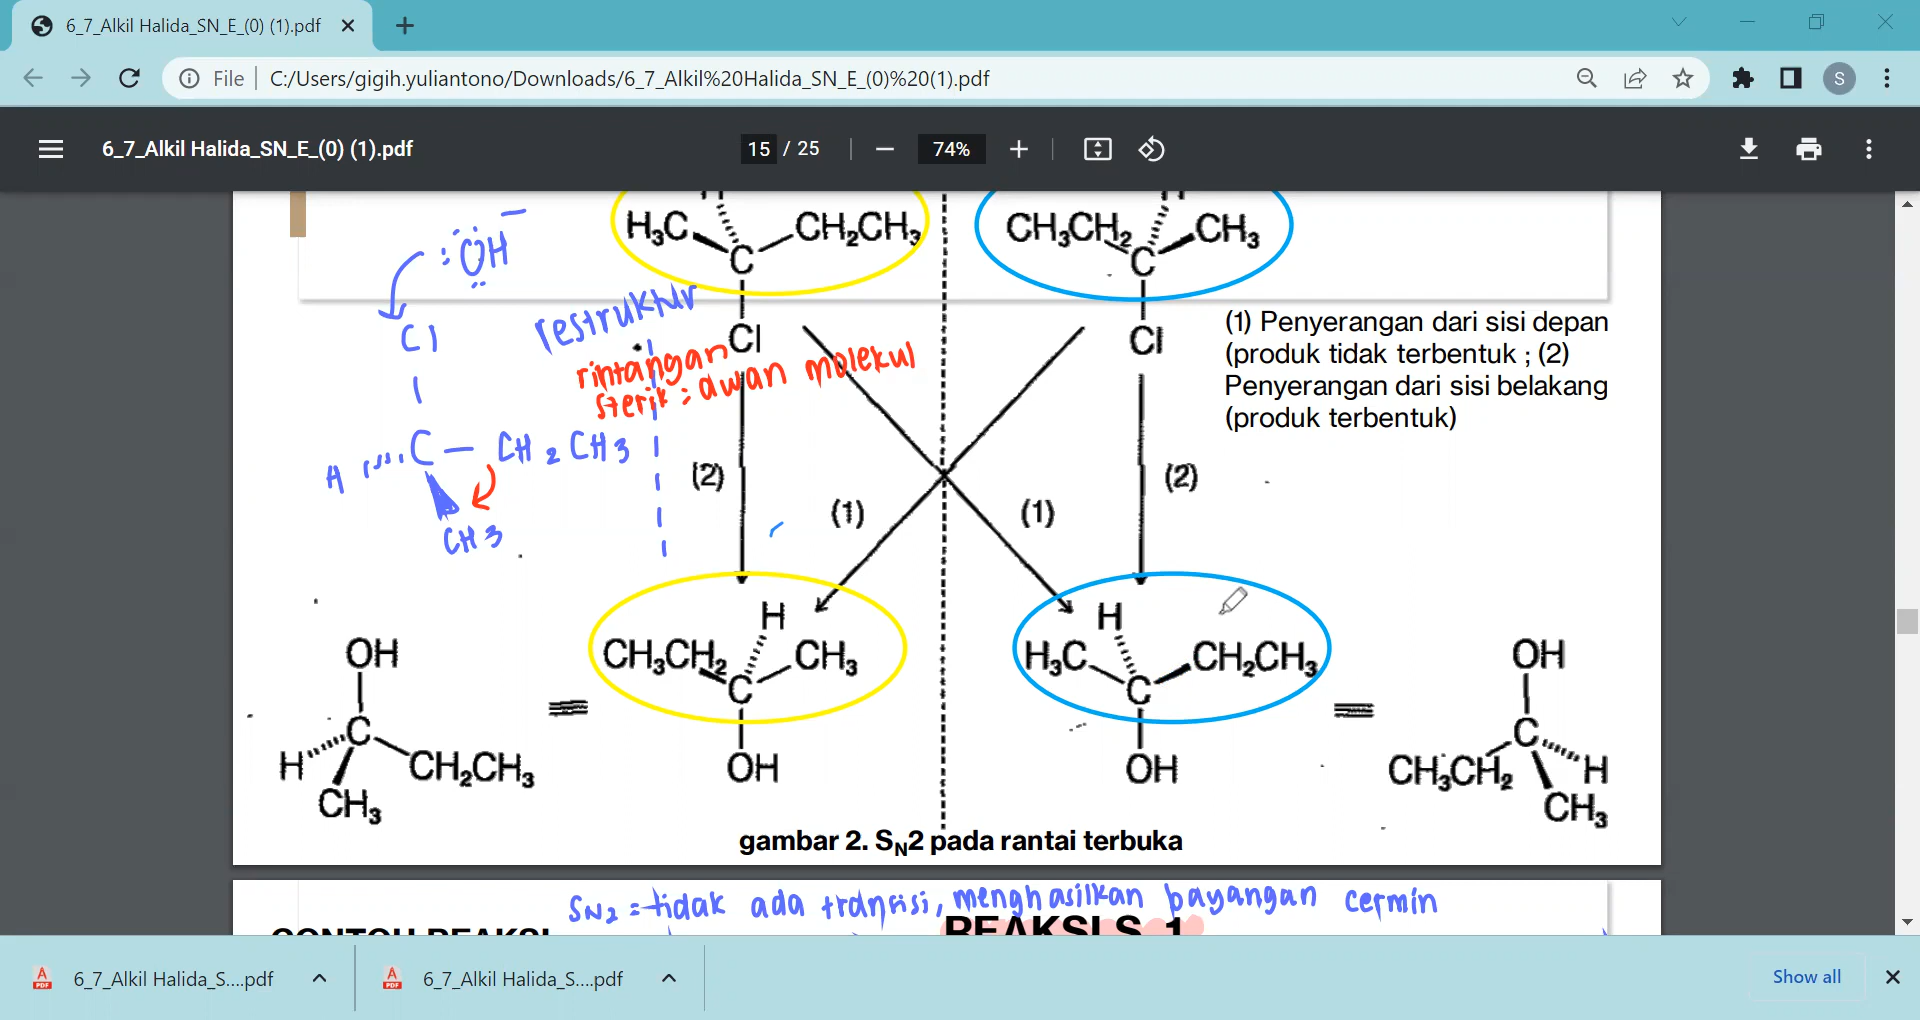 6_7_Alkil Halida_SN_E_(0) (1).pdf
File
C:/Users/gigih.yuliantono/Downloads/6_7_Alkil%20Halida_SN_E_(0)%20(1).pdf
S
6_7_Alkil Halida_SN_E_(0) (1).pdf
15 / 25
74%
:ÖH −
H₃C CH₂CH₃
C
Cl
CH₃CH₂ CH₃
C
Cl
restruktur
rintangan
sterik : awan molekul
Cl
H C — CH₂CH₃
CH3
(1) Penyerangan dari sisi depan
(produk tidak terbentuk ; (2)
Penyerangan dari sisi belakang
(produk terbentuk)
(2) (1) (1) (2)
OH
C
H CH₂CH₃
CH₃
H
CH₃CH₂ CH₃
C
OH
H
H₃C CH₂CH₃
C
OH
OH
C
CH₃CH₂ H
CH₃
gambar 2. SN2 pada rantai terbuka
SN2 = tidak ada transisi, menghasilkan bayangan cermin
CONTOH REAKSI
REAKSI S 1
6_7_Alkil Halida_S....pdf
6_7_Alkil Halida_S....pdf
Show all